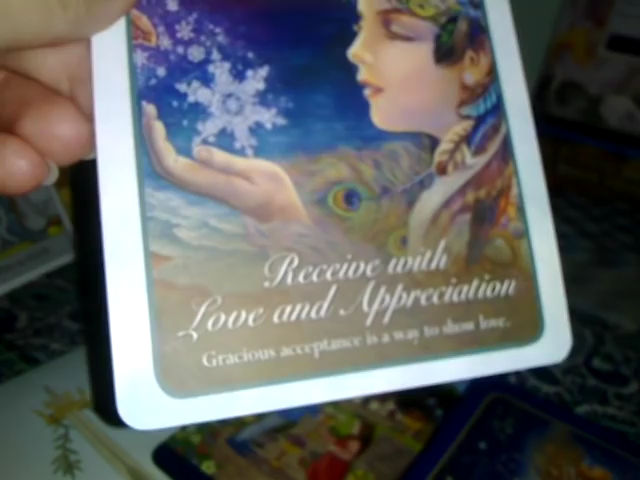 Receive with
Love and Appreciation
Gracious acceptance is a way to show love.